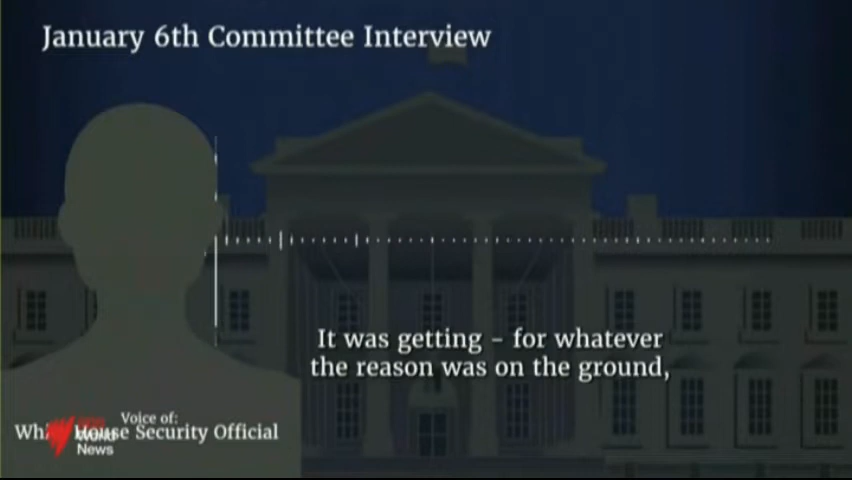 January 6th Committee Interview
It was getting – for whatever
the reason was on the ground,
Voice of:
White House Security Official
World
News